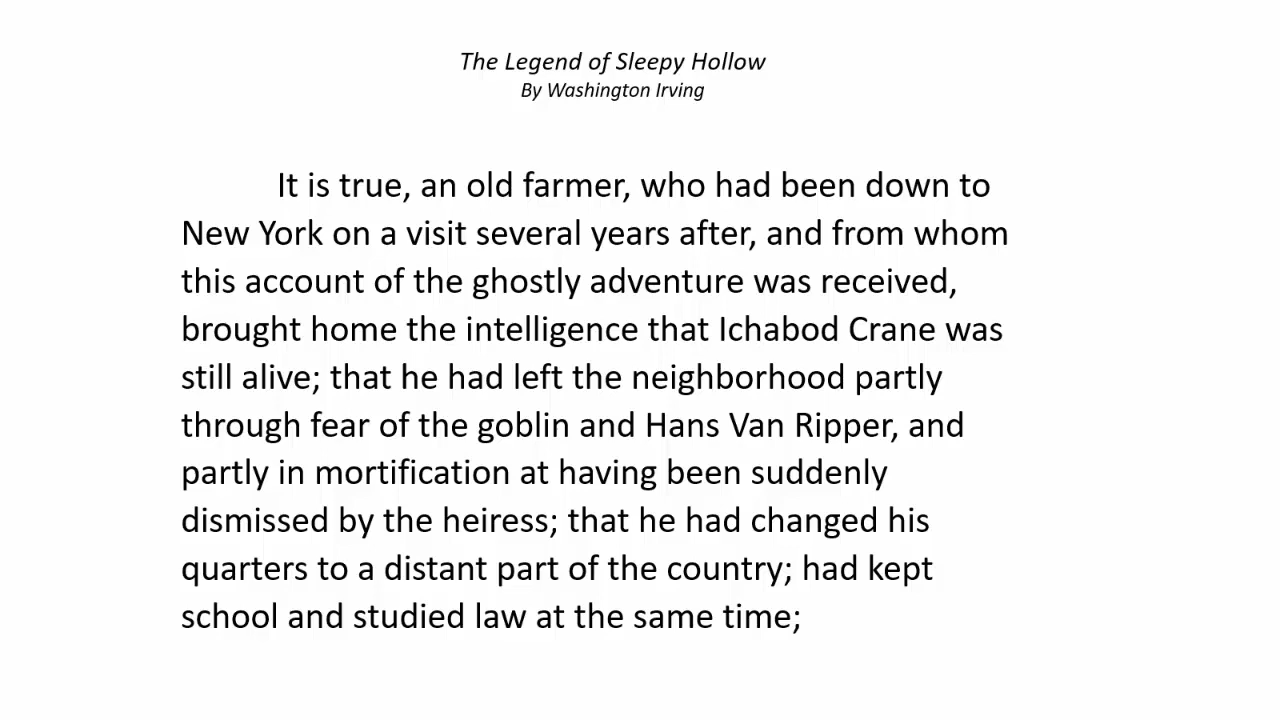 The Legend of Sleepy Hollow
By Washington Irving
It is true, an old farmer, who had been down to
New York on a visit several years after, and from whom
this account of the ghostly adventure was received,
brought home the intelligence that Ichabod Crane was
still alive; that he had left the neighborhood partly
through fear of the goblin and Hans Van Ripper, and
partly in mortification at having been suddenly
dismissed by the heiress; that he had changed his
quarters to a distant part of the country; had kept
school and studied law at the same time;